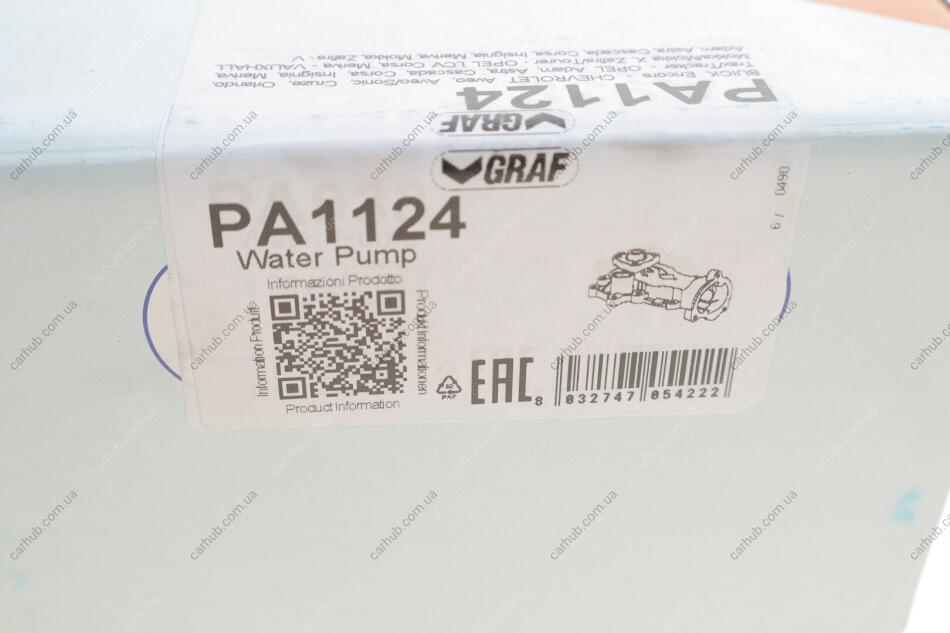 PA1124
GRAF
BUICK Encore - CHEVROLET Aveo, Aveo/Sonic, Cruze, Orlando,
Trax/Tracker - OPEL Adam, Astra, Cascada, Corsa, Insignia, Meriva,
Mokka/Mokka X, Zafira/Tourer - OPEL LCV Corsa, Meriva - VAUXHALL
Adam, Astra, Cascada, Corsa, Insignia, Meriva, Mokka, Zafira - V
GRAF
PA1124
Water Pump
Informazioni Prodotto
Information Produit
Product Information
PAP
EAC
8 032747 054222
0490
carhub.com.ua